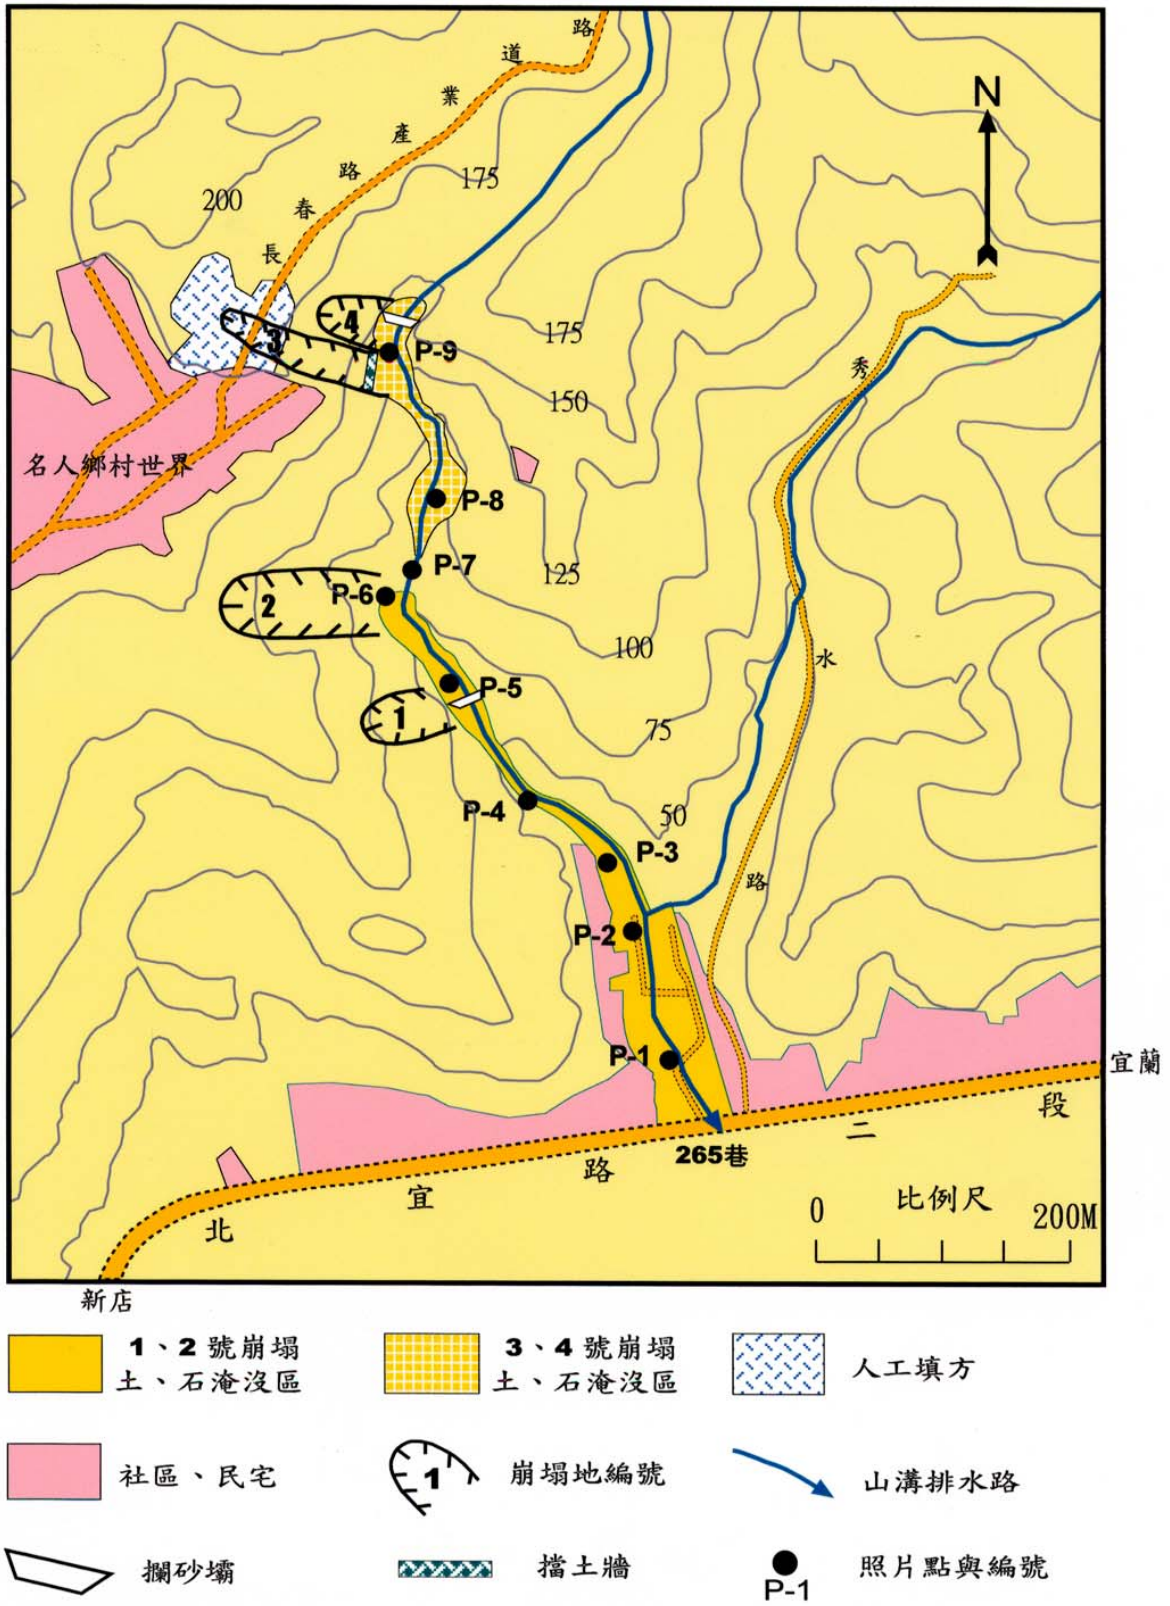 長春路產業道路
N
200
175
4
3
P-9
175
150
秀水路
名人鄉村世界
P-8
P-7
125
P-6
2
100
P-5
1
75
P-4
50
P-3
P-2
P-1
宜蘭
265巷
北宜路二段
0 比例尺 200M
新店
1、2 號崩塌
土、石淹沒區
3、4 號崩塌
土、石淹沒區
人工填方
社區、民宅
1
崩塌地編號
山溝排水路
攔砂壩
擋土牆
P-1
照片點與編號